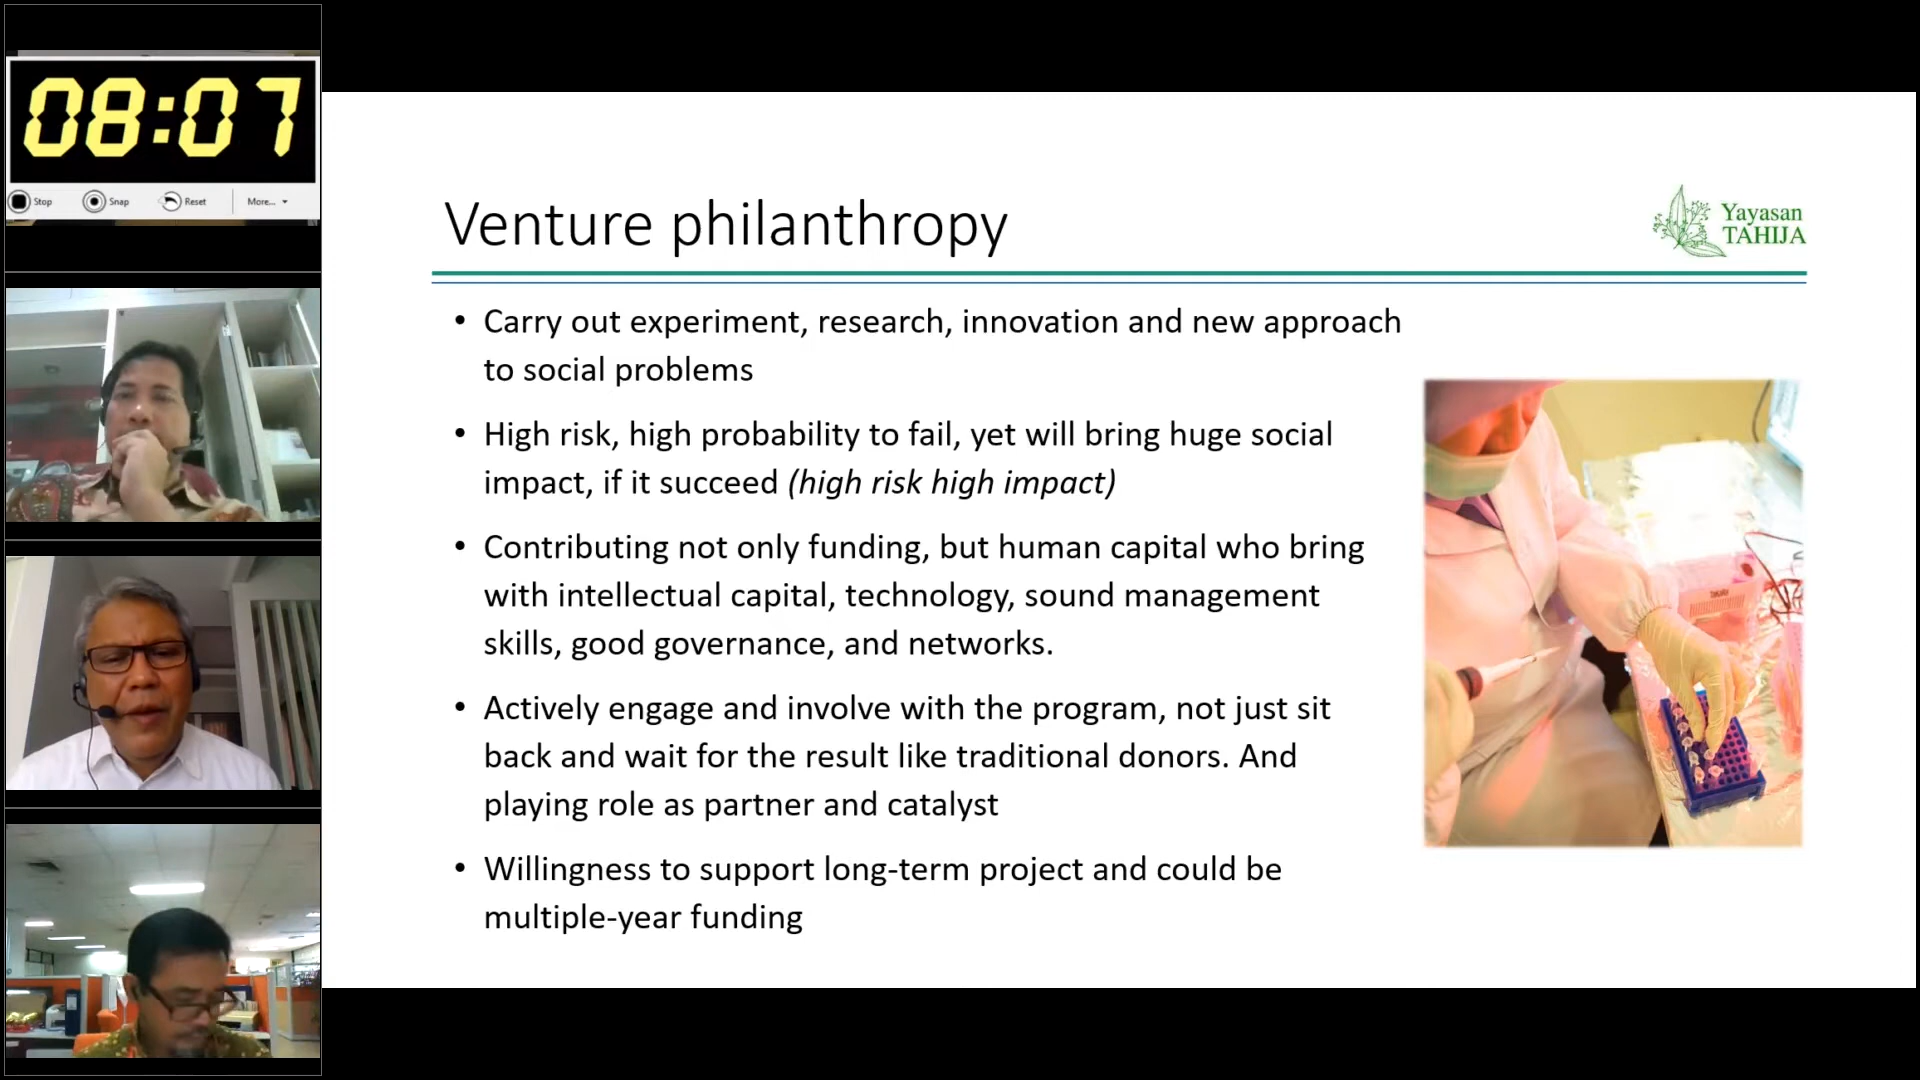 08:07
Stop
Snap
Reset
More...
Venture philanthropy
Yayasan
TAHIJA
• Carry out experiment, research, innovation and new approach
to social problems
• High risk, high probability to fail, yet will bring huge social
impact, if it succeed (high risk high impact)
• Contributing not only funding, but human capital who bring
with intellectual capital, technology, sound management
skills, good governance, and networks.
• Actively engage and involve with the program, not just sit
back and wait for the result like traditional donors. And
playing role as partner and catalyst
• Willingness to support long-term project and could be
multiple-year funding